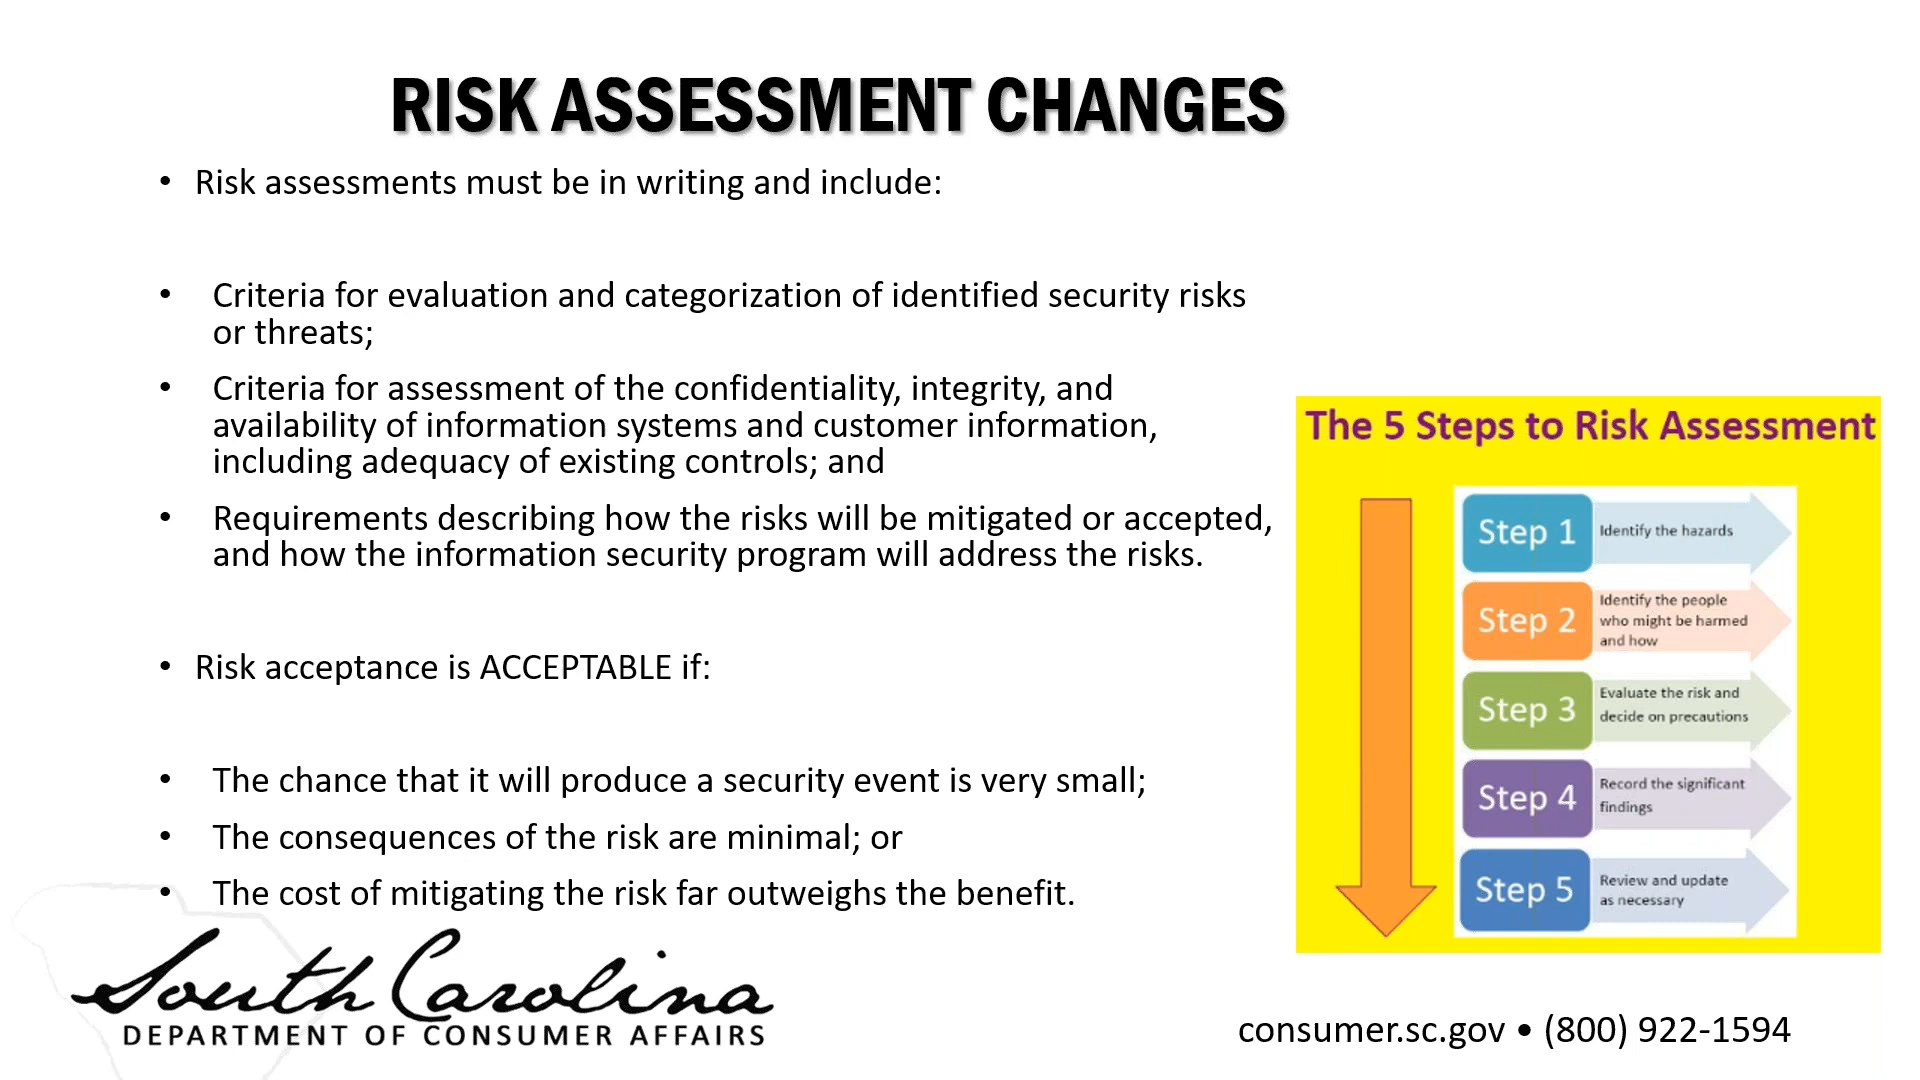 RISK ASSESSMENT CHANGES
• Risk assessments must be in writing and include:
• Criteria for evaluation and categorization of identified security risks
or threats;
• Criteria for assessment of the confidentiality, integrity, and
availability of information systems and customer information,
including adequacy of existing controls; and
• Requirements describing how the risks will be mitigated or accepted,
and how the information security program will address the risks.
• Risk acceptance is ACCEPTABLE if:
• The chance that it will produce a security event is very small;
• The consequences of the risk are minimal; or
• The cost of mitigating the risk far outweighs the benefit.
The 5 Steps to Risk Assessment
Step 1
Identify the hazards
Step 2
Identify the people
who might be harmed
and how
Step 3
Evaluate the risk and
decide on precautions
Step 4
Record the significant
findings
Step 5
Review and update
as necessary
South Carolina
DEPARTMENT OF CONSUMER AFFAIRS
consumer.sc.gov • (800) 922-1594